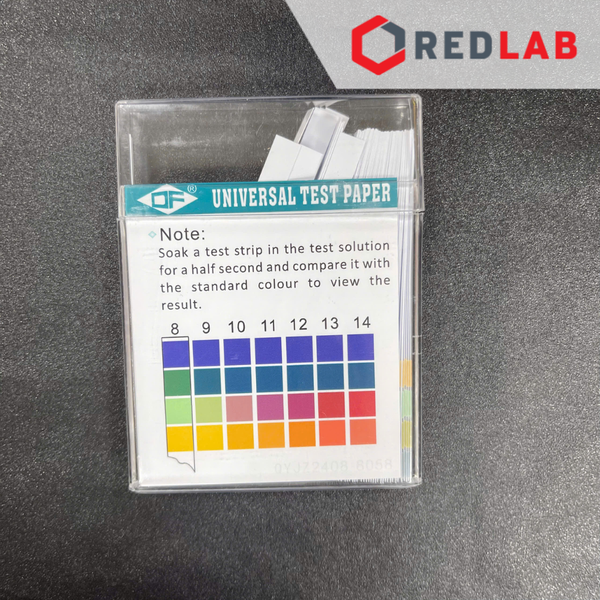 REDLAB
DF ® UNIVERSAL TEST PAPER
Note:
Soak a test strip in the test solution
for a half second and compare it with
the standard colour to view the
result.
8 9 10 11 12 13 14